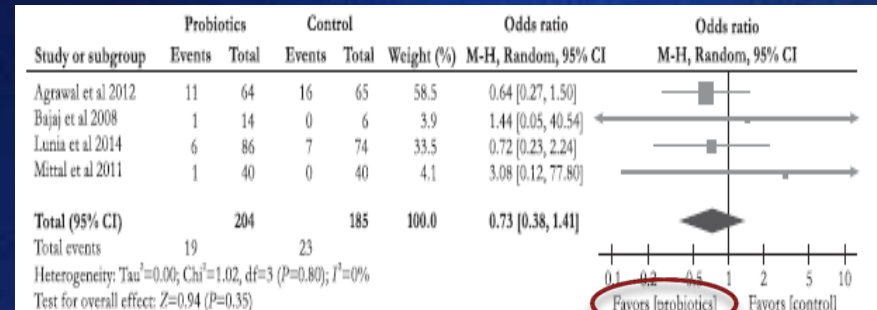 Probiotics Control Odds ratio Odds ratio
Study or subgroup Events Total Events Total Weight (%) M-H, Random, 95% CI M-H, Random, 95% CI
Agrawal et al 2012 11 64 16 65 58.5 0.64 [0.27, 1.50]
Bajaj et al 2008 1 14 0 6 3.9 1.44 [0.05, 40.54]
Lunia et al 2014 6 86 7 74 33.5 0.72 [0.23, 2.24]
Mittal et al 2011 1 40 0 40 4.1 3.08 [0.12, 77.80]
Total (95% CI) 204 185 100.0 0.73 [0.38, 1.41]
Total events 19 23
Heterogeneity: Tau²=0.00; Chi²=1.02, df=3 (P=0.80); I²=0%
0.1 0.2 0.5 1 2 5 10
Test for overall effect: Z=0.94 (P=0.35) Favors [probiotics] Favors [control]